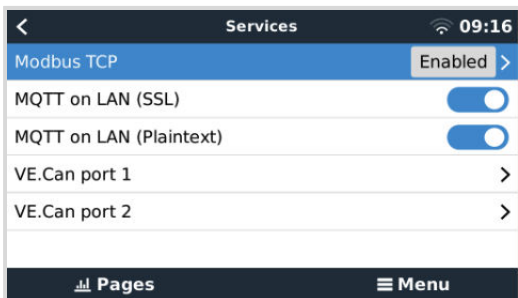 Services 09:16
Modbus TCP Enabled
MQTT on LAN (SSL)
MQTT on LAN (Plaintext)
VE.Can port 1
VE.Can port 2
Pages Menu